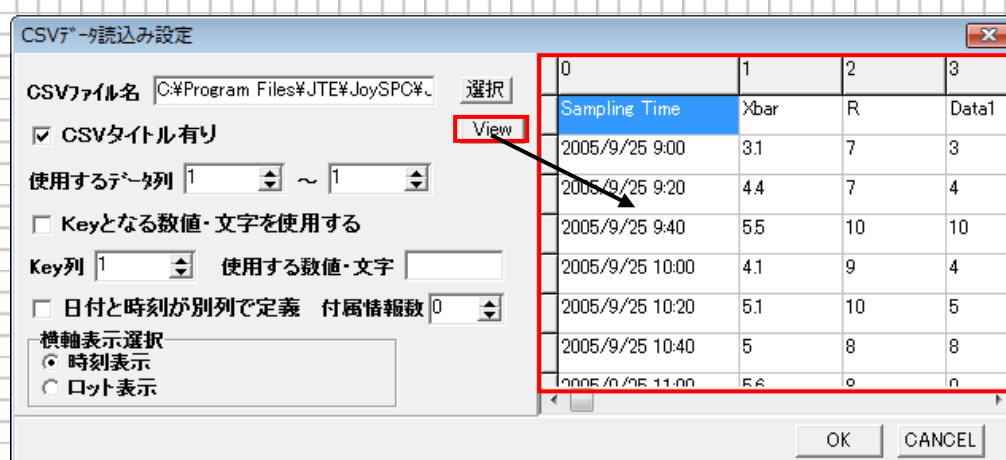 CSVデータ読込み設定
CSVファイル名 C:¥Program Files¥JTE¥JoySPC¥J 選択
CSVタイトル有り
View
使用するデータ列 1 ～ 1
Keyとなる数値・文字を使用する
Key列 1 使用する数値・文字
日付と時刻が別列で定義 付属情報数 0
横軸表示選択
時刻表示
ロット表示
0 1 2 3
Sampling Time Xbar R Data1
2005/9/25 9:00 3.1 7 3
2005/9/25 9:20 4.4 7 4
2005/9/25 9:40 5.5 10 10
2005/9/25 10:00 4.1 9 4
2005/9/25 10:20 5.1 10 5
2005/9/25 10:40 5 8 8
2005/9/25 11:00 5.6
OK CANCEL